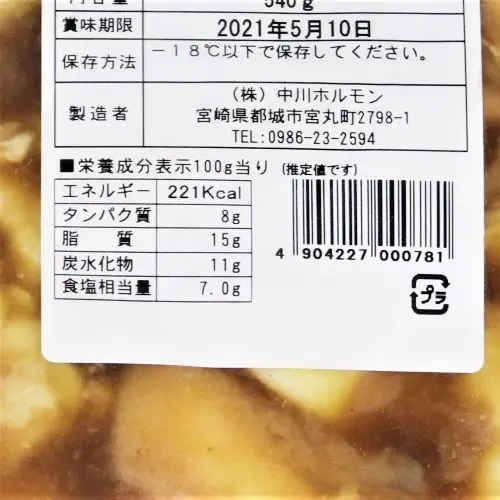 内容量 540g
賞味期限 2021年5月10日
保存方法 －18℃以下で保存してください。
製造者 (株)中川ホルモン
宮崎県都城市宮丸町2798-1
TEL:0986-23-2594
■栄養成分表示100g当り (推定値です)
エネルギー 221Kcal
タンパク質 8g
脂質 15g
炭水化物 11g
食塩相当量 7.0g
4 904227 000781
プラ